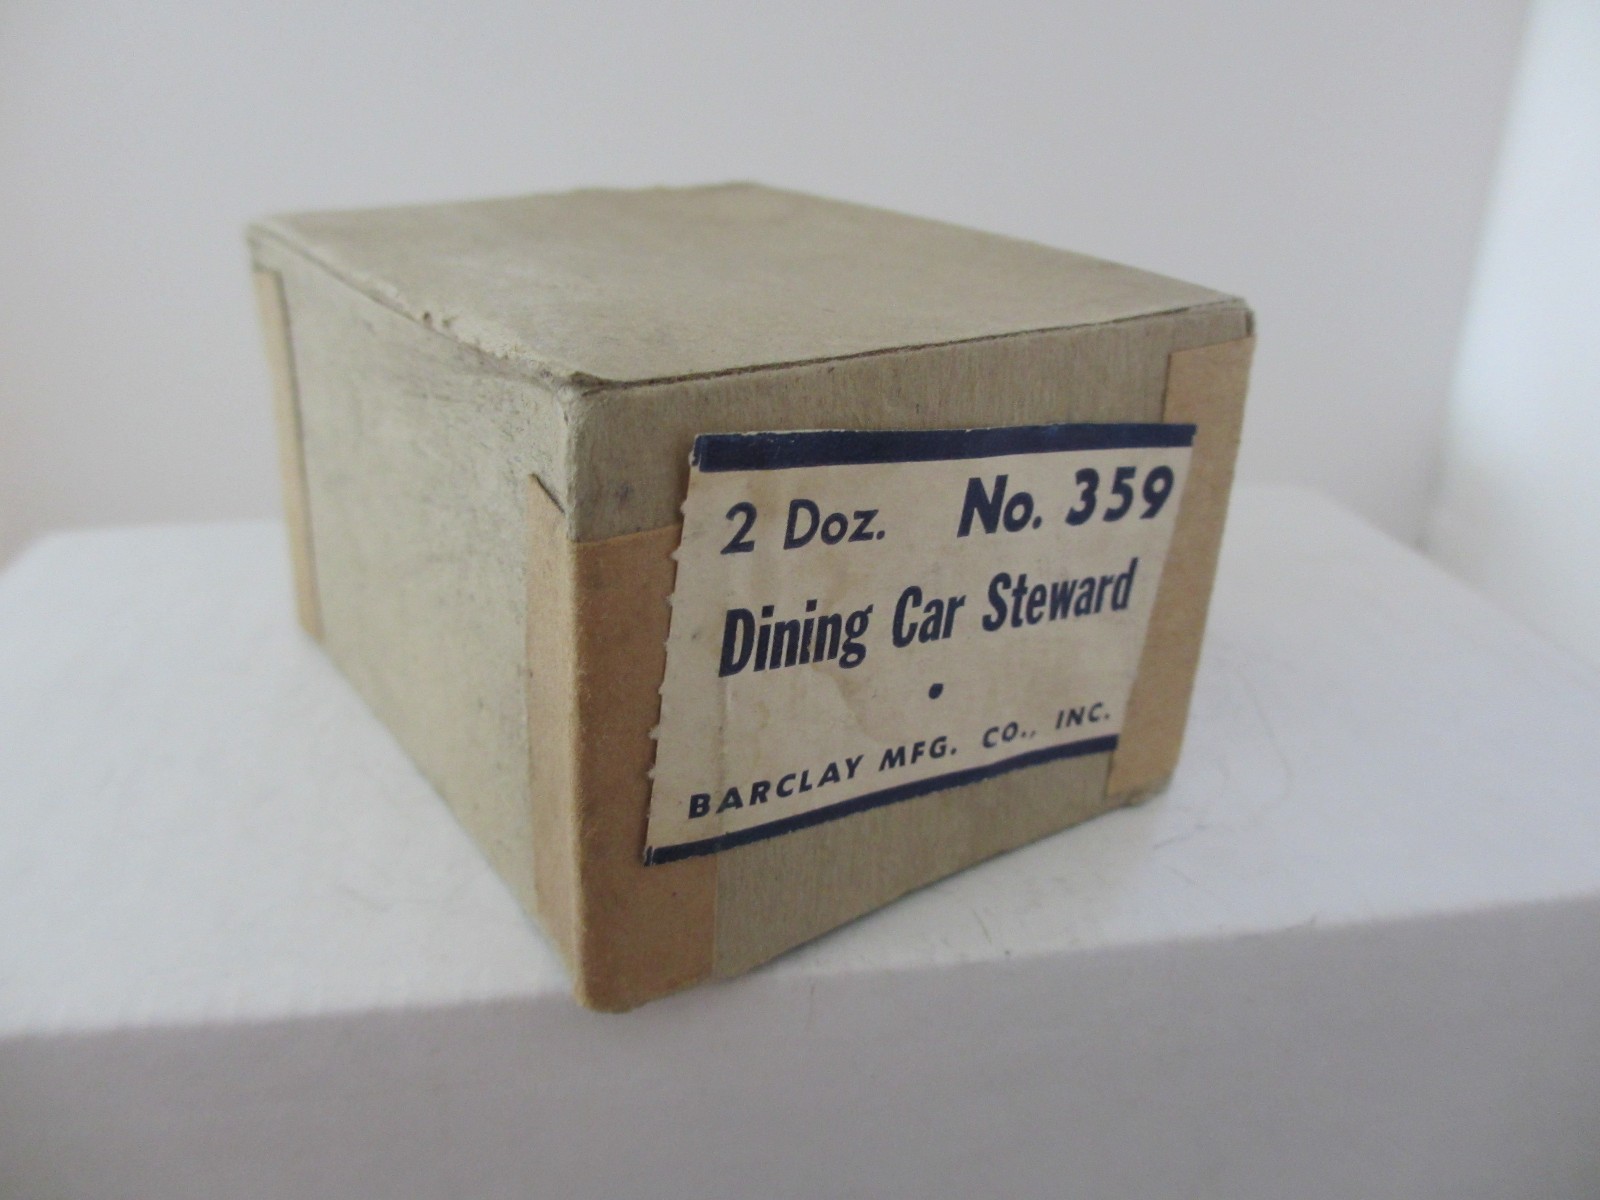 2 Doz. No. 359
Dining Car Steward
•
BARCLAY MFG. CO., INC.